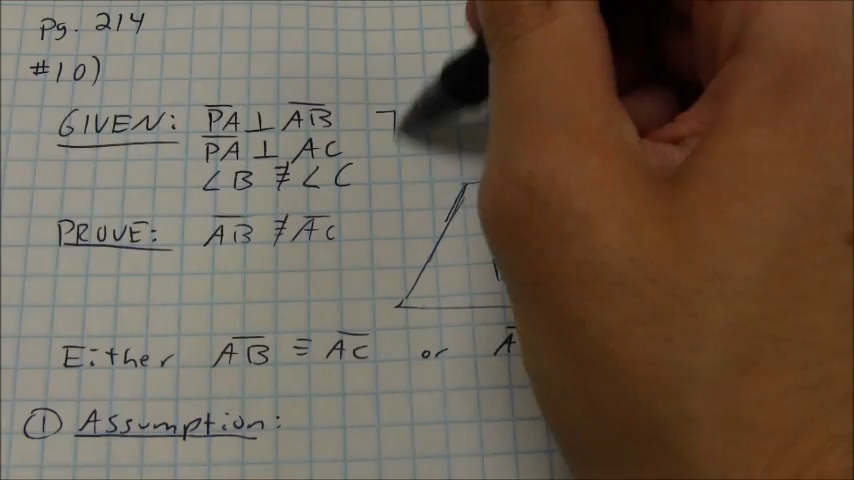 Pg. 214
#10)
GIVEN: PA ⊥ AB
PA ⊥ AC
∠B ≢ ∠C
PROVE: AB ≢ AC
Either AB ≡ AC or A
① Assumption: